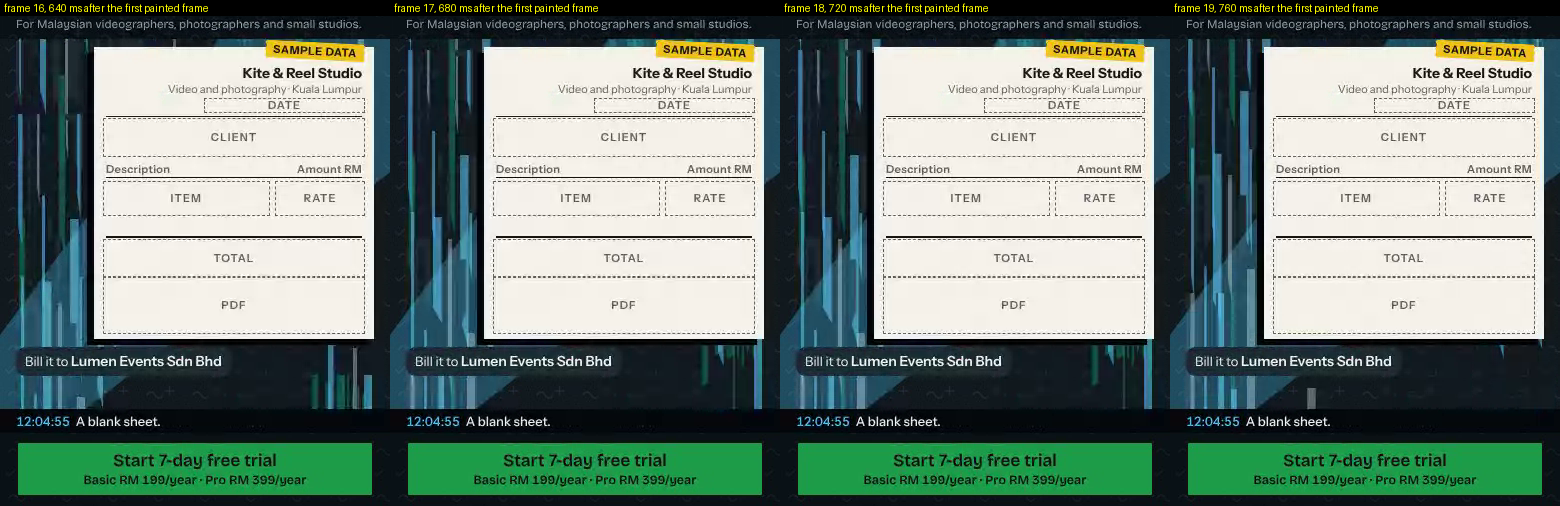 frame 16, 640 ms after the first painted frame
For Malaysian videographers, photographers and small studios.
SAMPLE DATA
Kite & Reel Studio
Video and photography · Kuala Lumpur
DATE
CLIENT
Description Amount RM
ITEM RATE
TOTAL
PDF
Bill it to Lumen Events Sdn Bhd
12:04:55 A blank sheet.
Start 7-day free trial
Basic RM 199/year · Pro RM 399/year
frame 17, 680 ms after the first painted frame
For Malaysian videographers, photographers and small studios.
SAMPLE DATA
Kite & Reel Studio
Video and photography · Kuala Lumpur
DATE
CLIENT
Description Amount RM
ITEM RATE
TOTAL
PDF
Bill it to Lumen Events Sdn Bhd
12:04:55 A blank sheet.
Start 7-day free trial
Basic RM 199/year · Pro RM 399/year
frame 18, 720 ms after the first painted frame
For Malaysian videographers, photographers and small studios.
SAMPLE DATA
Kite & Reel Studio
Video and photography · Kuala Lumpur
DATE
CLIENT
Description Amount RM
ITEM RATE
TOTAL
PDF
Bill it to Lumen Events Sdn Bhd
12:04:55 A blank sheet.
Start 7-day free trial
Basic RM 199/year · Pro RM 399/year
frame 19, 760 ms after the first painted frame
For Malaysian videographers, photographers and small studios.
SAMPLE DATA
Kite & Reel Studio
Video and photography · Kuala Lumpur
DATE
CLIENT
Description Amount RM
ITEM RATE
TOTAL
PDF
Bill it to Lumen Events Sdn Bhd
12:04:55 A blank sheet.
Start 7-day free trial
Basic RM 199/year · Pro RM 399/year